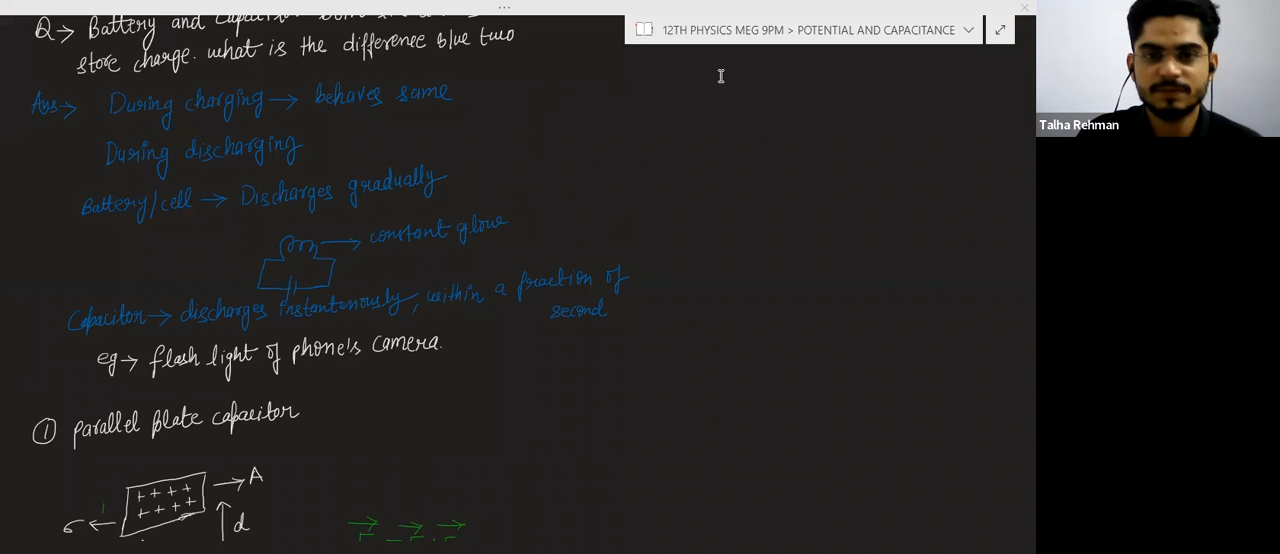 Q→ Battery and Capacitor both
store charge. what is the difference b/w two
Ans→ During charging → behaves same
During discharging
Battery/cell → Discharges gradually
→ constant glow
Capacitor → discharges instantenously, within a fraction of
second
eg → flash light of phone's camera.
① parallel plate capacitor
+ + + +
+ + + +
→ A
σ ←
↑ d
12TH PHYSICS MEG 9PM > POTENTIAL AND CAPACITANCE
Talha Rehman